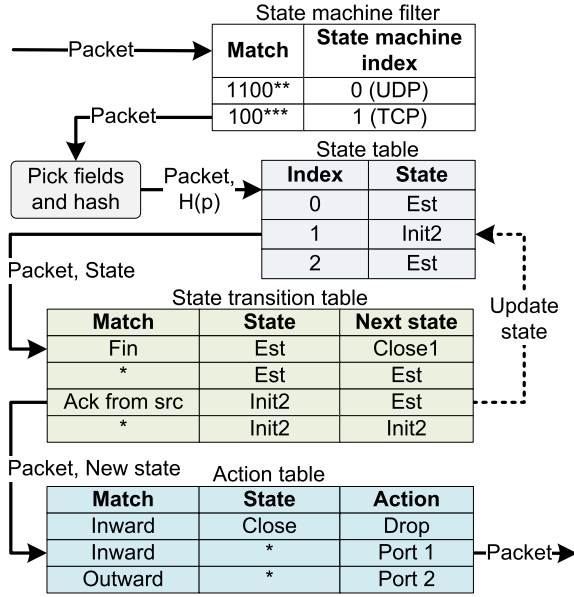 State machine filter
Packet
Match State machine index
1100** 0 (UDP)
100*** 1 (TCP)
Packet
Pick fields and hash
Packet, H(p)
State table
Index State
0 Est
1 Init2
2 Est
Packet, State
Update state
State transition table
Match State Next state
Fin Est Close1
* Est Est
Ack from src Init2 Est
* Init2 Init2
Packet, New state
Action table
Match State Action
Inward Close Drop
Inward * Port 1
Packet
Outward * Port 2